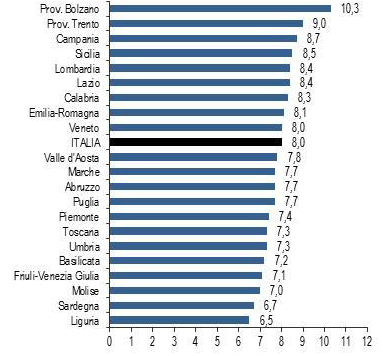 Prov. Bolzano 10,3
Prov. Trento 9,0
Campania 8,7
Sicilia 8,5
Lombardia 8,4
Lazio 8,4
Calabria 8,3
Emilia-Romagna 8,1
Veneto 8,0
ITALIA 8,0
Valle d'Aosta 7,8
Marche 7,7
Abruzzo 7,7
Puglia 7,7
Piemonte 7,4
Toscana 7,3
Umbria 7,3
Basilicata 7,2
Friuli-Venezia Giulia 7,1
Molise 7,0
Sardegna 6,7
Liguria 6,5
0 1 2 3 4 5 6 7 8 9 10 11 12